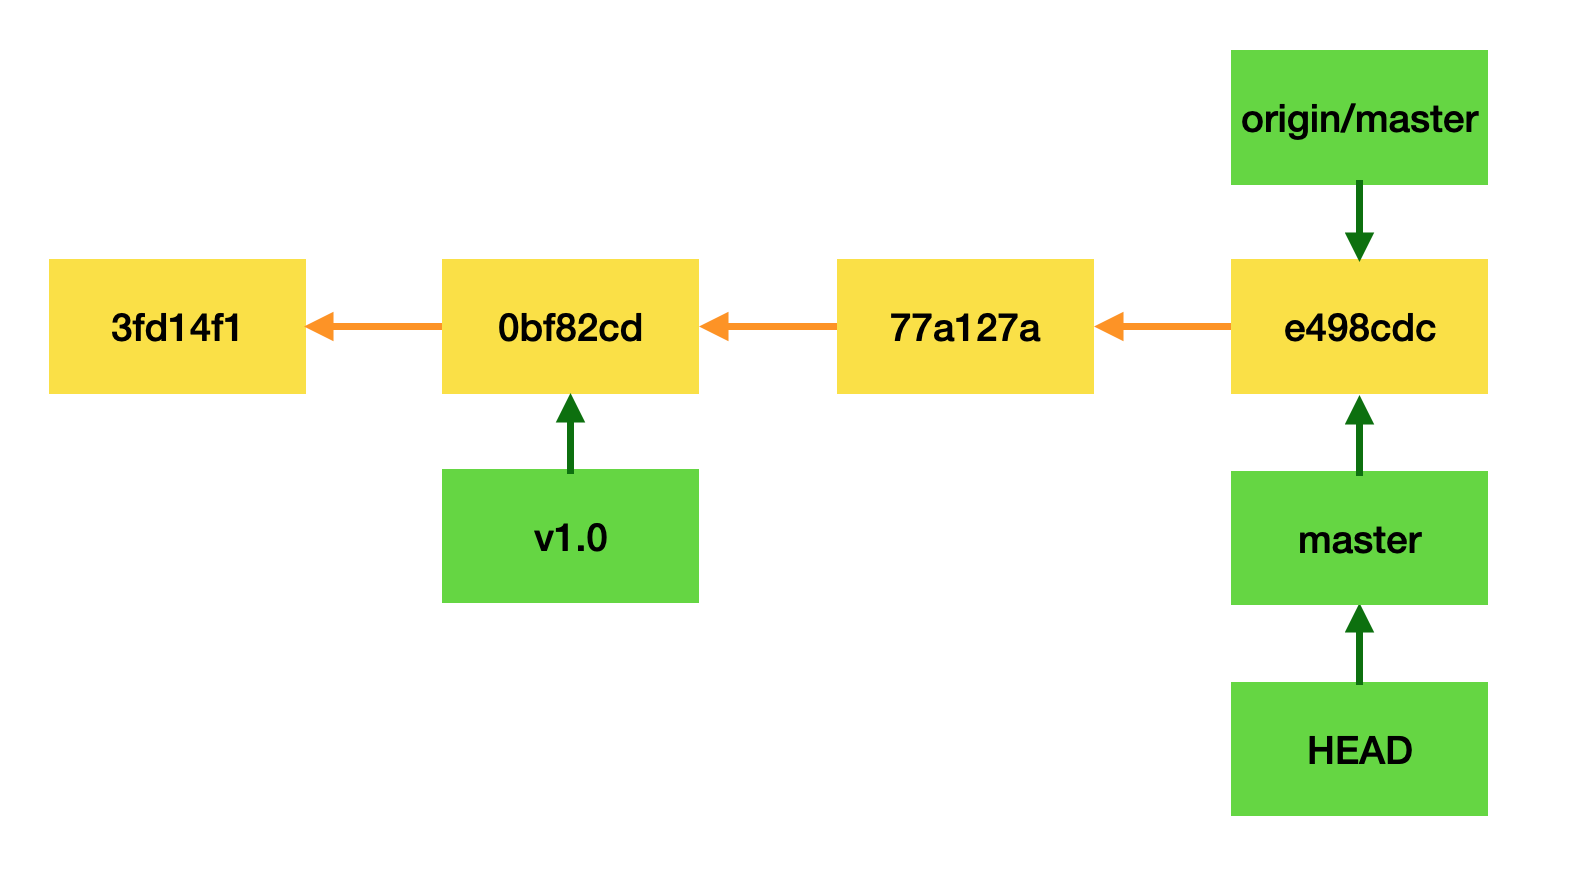 origin/master
3fd14f1
0bf82cd
77a127a
e498cdc
v1.0
master
HEAD